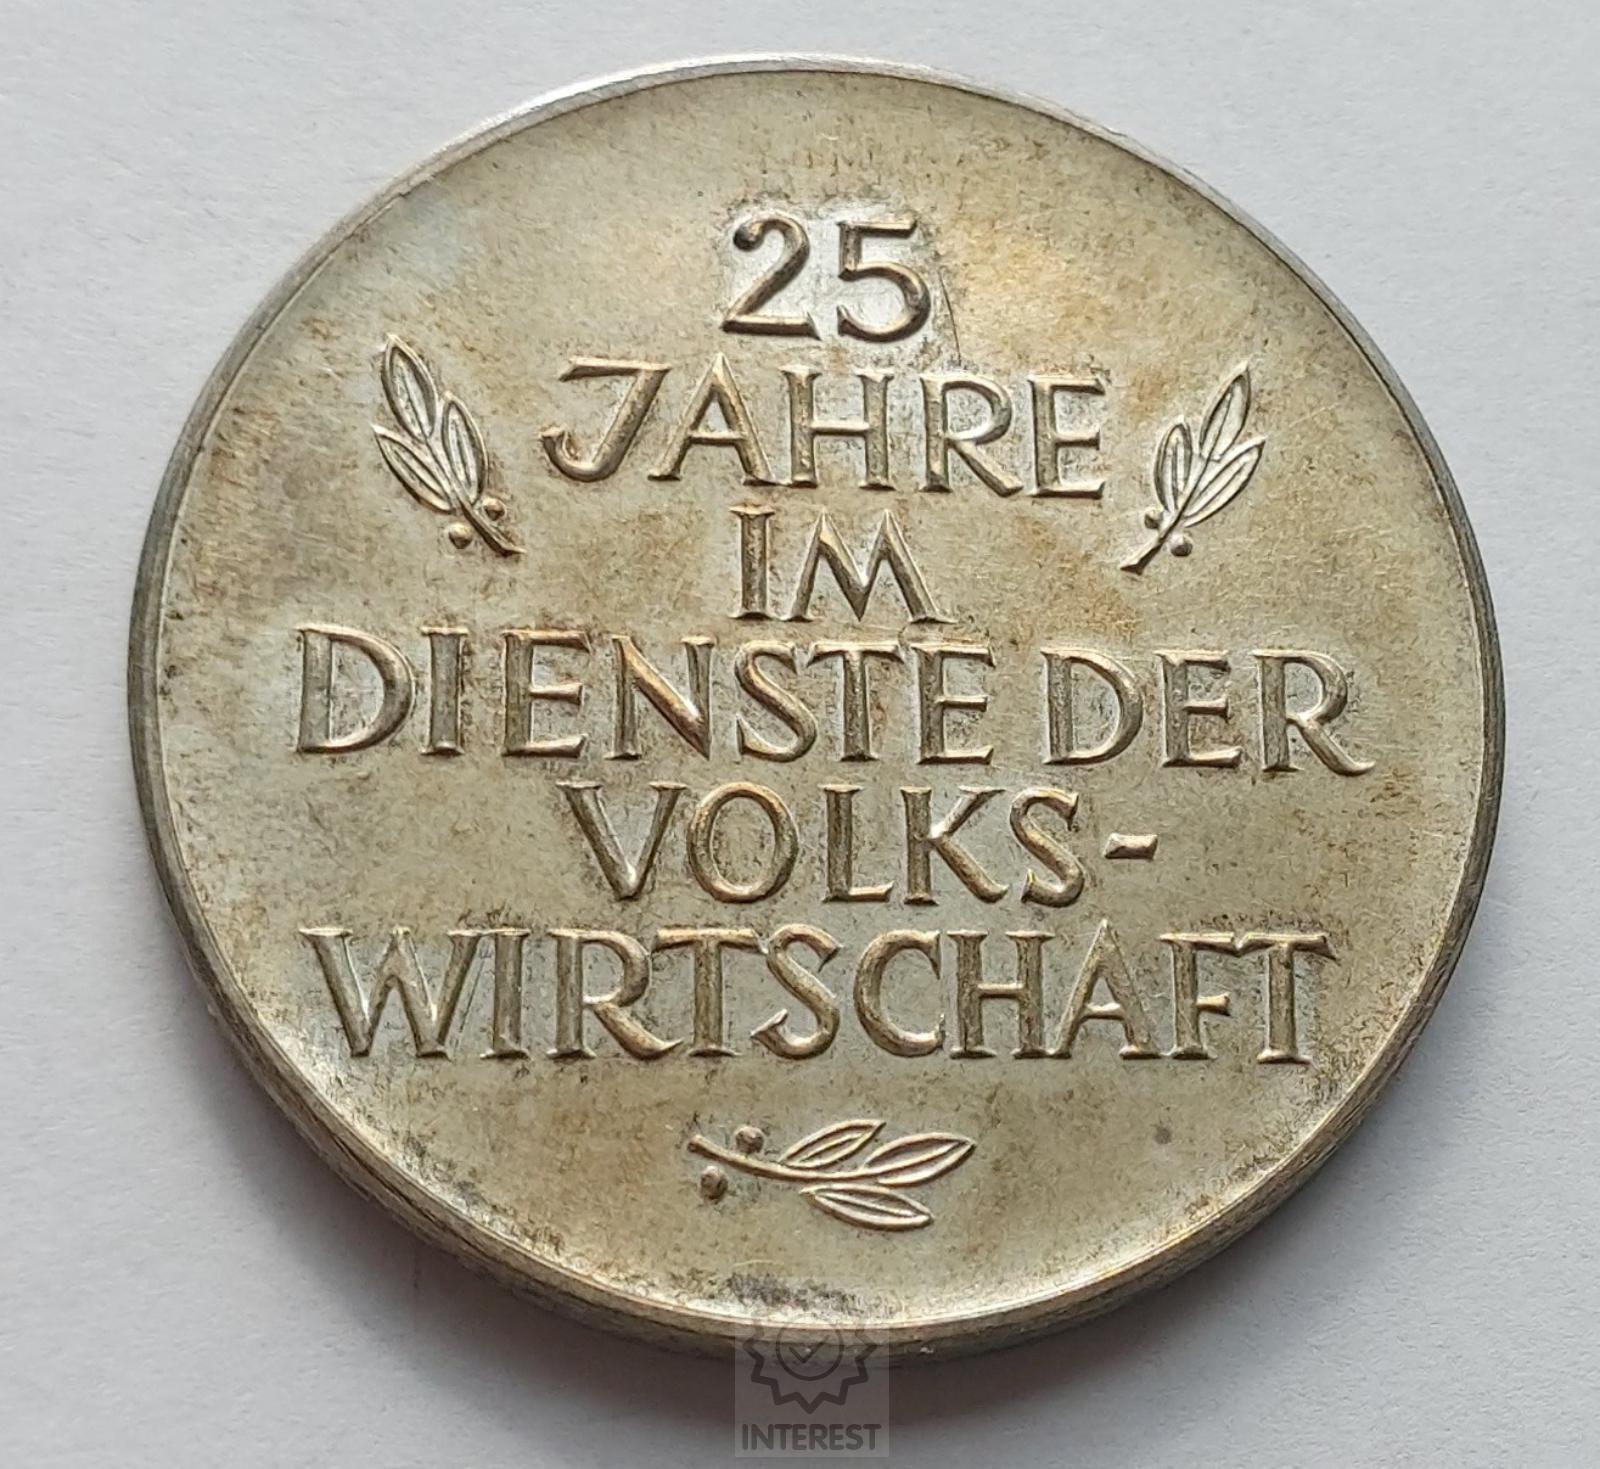 25
JAHRE
IM
DIENSTE DER
VOLKS-
WIRTSCHAFT
INTEREST